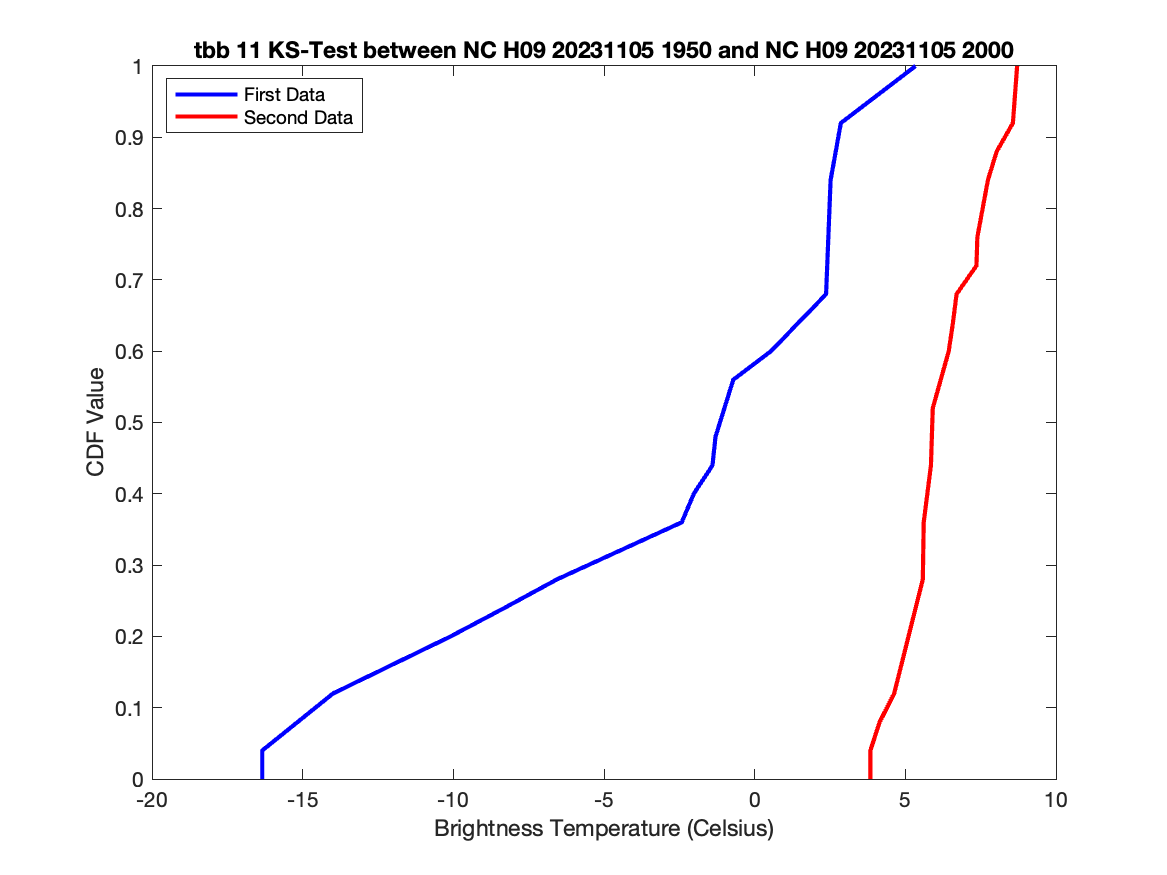 tbb 11 KS-Test between NC H09 20231105 1950 and NC H09 20231105 2000
First Data
Second Data
1
0.9
0.8
0.7
0.6
0.5
0.4
0.3
0.2
0.1
0
CDF Value
-20 -15 -10 -5 0 5 10
Brightness Temperature (Celsius)